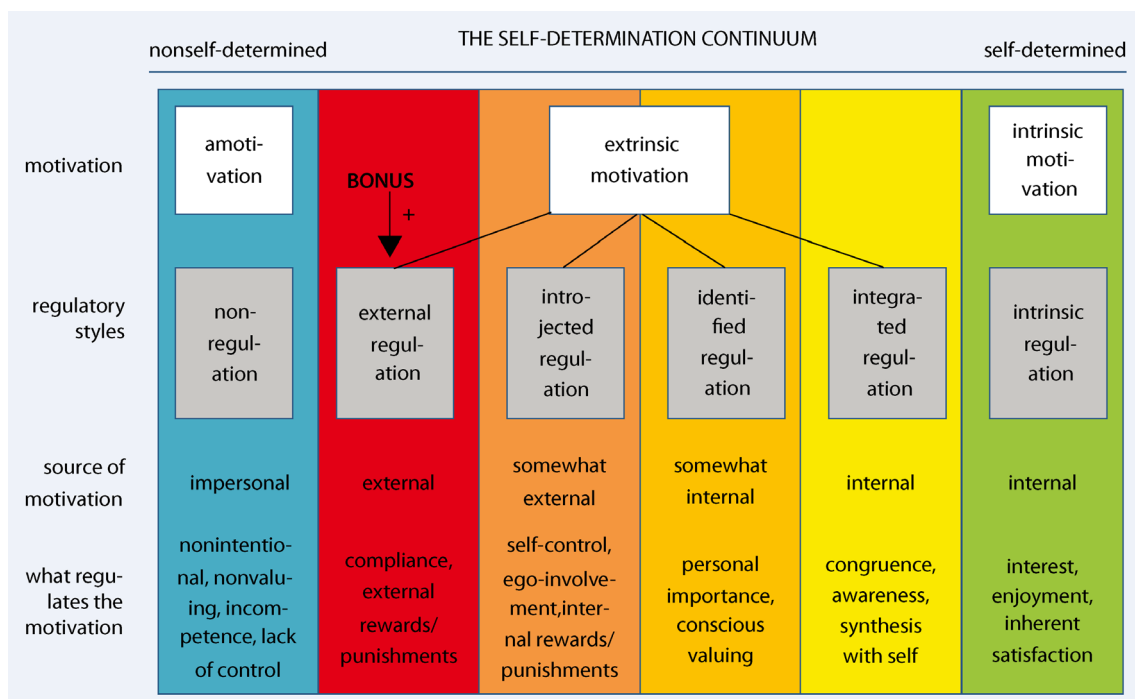 THE SELF-DETERMINATION CONTINUUM
nonself-determined
self-determined
motivation
amoti-
vation
BONUS
+
extrinsic
motivation
intrinsic
moti-
vation
regulatory
styles
non-
regul-
ation
external
regul-
ation
intro-
jected
regul-
ation
identi-
fied
regul-
ation
integra-
ted
regul-
ation
intrinsic
regul-
ation
source of
motivation
impersonal
external
somewhat
external
somewhat
internal
internal
internal
what regu-
lates the
motivation
nonintentio-
nal, nonvalu-
ing, incom-
petence, lack
of control
compliance,
external
rewards/
punishments
self-control,
ego-involve-
ment,inter-
nal rewards/
punishments
personal
importance,
conscious
valuing
congruence,
awareness,
synthesis
with self
interest,
enjoyment,
inherent
satisfaction